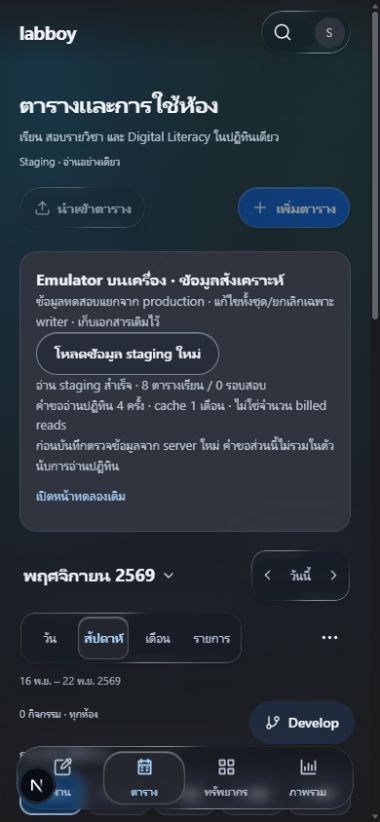 labboy
S
ตารางและการใช้ห้อง
เรียน สอบรายวิชา และ Digital Literacy ในปฏิทินเดียว
Staging · อ่านอย่างเดียว
นำเข้าตาราง
+ เพิ่มตาราง
Emulator บนเครื่อง · ข้อมูลสังเคราะห์
ข้อมูลทดสอบแยกจาก production · แก้ไขทั้งชุด/ยกเลิกเฉพาะ
writer · เก็บเอกสารเดิมไว้
โหลดข้อมูล staging ใหม่
อ่าน staging สำเร็จ · 8 ตารางเรียน / 0 รอบสอบ
คำขออ่านปฏิทิน 4 ครั้ง · cache 1 เดือน · ไม่ใช่จำนวน billed
reads
ก่อนบันทึกตรวจข้อมูลจาก server ใหม่ คำขอส่วนนี้ไม่รวมในตัว
นับการอ่านปฏิทิน
เปิดหน้าทดลองเดิม
พฤศจิกายน 2569
วันนี้
วัน
สัปดาห์
เดือน
รายการ
16 พ.ย. – 22 พ.ย. 2569
0 กิจกรรม · ทุกห้อง
Develop
N
งาน
ตาราง
ทรัพยากร
ภาพรวม